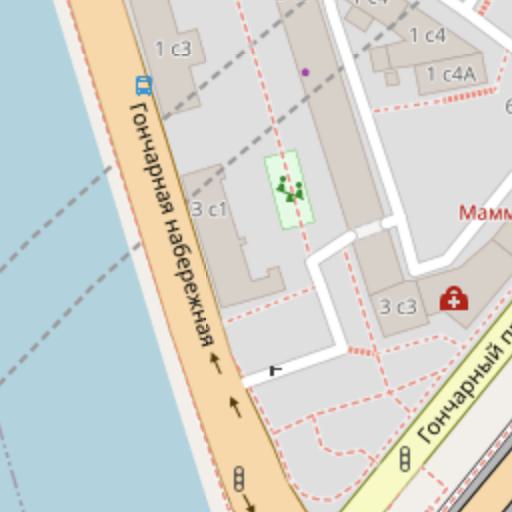 1 с4
1 с3
1 с4А
3 с1
Мамм
3 с3
Гончарная набережная
Гончарный п